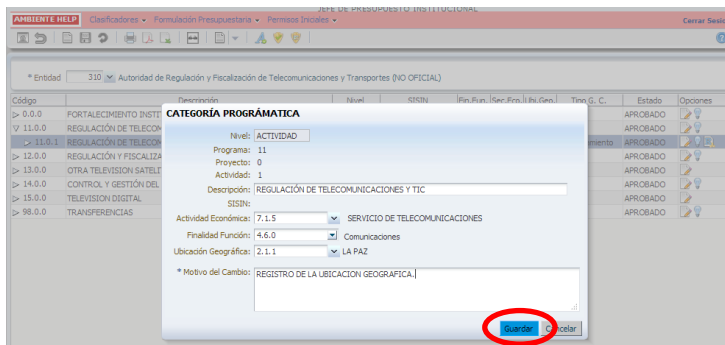 JEFE DE PRESUPUESTO INSTITUCIONAL
AMBIENTE HELP Clasificadores Formulación Presupuestaria Permisos Iniciales Cerrar Sesió
* Entidad 310 Autoridad de Regulación y Fiscalización de Telecomunicaciones y Transportes (NO OFICIAL)
Código Descripción Nivel SISIN Fin.Fun. Sec.Eco. Ubi.Geo. Tipo G. C. Estado Opciones
> 0.0.0 FORTALECIMIENTO INSTI APROBADO
11.0.0 REGULACIÓN DE TELECOM APROBADO
> 11.0.1 REGULACIÓN DE TELECOM miento APROBADO
> 12.0.0 REGULACIÓN Y FISCALIZA APROBADO
> 13.0.0 OTRA TELEVISION SATELI APROBADO
> 14.0.0 CONTROL Y GESTIÓN DEL APROBADO
> 15.0.0 TELEVISION DIGITAL APROBADO
> 98.0.0 TRANSFERENCIAS APROBADO
CATEGORÍA PROGRÁMATICA
Nivel: ACTIVIDAD
Programa: 11
Proyecto: 0
Actividad: 1
Descripción: REGULACIÓN DE TELECOMUNICACIONES Y TIC
SISIN:
Actividad Económica: 7.1.5 SERVICIO DE TELECOMUNICACIONES
Finalidad Función: 4.6.0 Comunicaciones
Ubicación Geográfica: 2.1.1 LA PAZ
* Motivo del Cambio: REGISTRO DE LA UBICACION GEOGRAFICA.
Guardar Cancelar